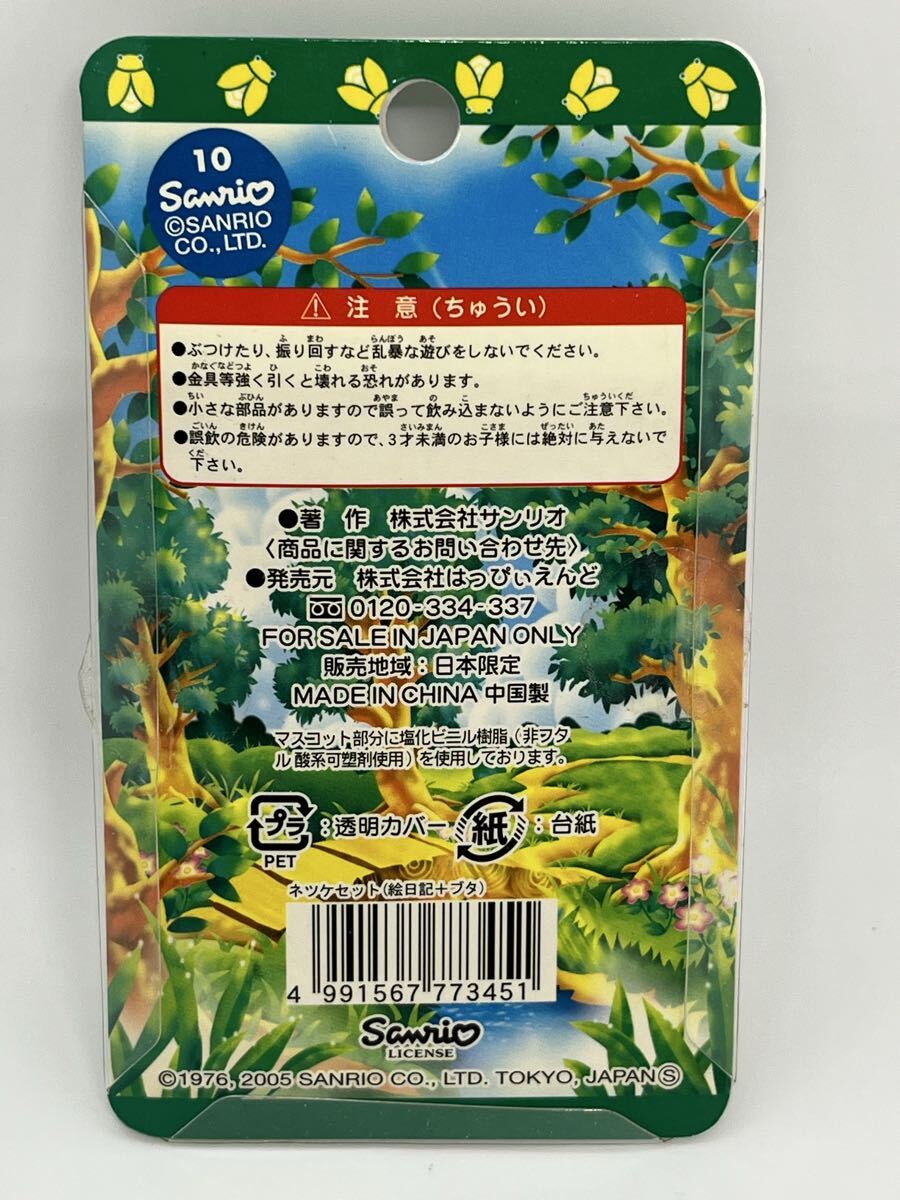 10
Sanrio
©SANRIO
CO., LTD.
⚠ 注 意（ちゅうい）
●ぶつけたり、振り回すなど乱暴な遊びをしないでください。
●金具等強く引くと壊れる恐れがあります。
●小さな部品がありますので誤って飲み込まないようにご注意下さい。
●誤飲の危険がありますので、3才未満のお子様には絶対に与えないで
下さい。
●著　作　株式会社サンリオ
〈商品に関するお問い合わせ先〉
●発売元　株式会社はっぴぃえんど
0120-334-337
FOR SALE IN JAPAN ONLY
販売地域：日本限定
MADE IN CHINA 中国製
マスコット部分に塩化ビニル樹脂（非フタ
ル酸系可塑剤使用）を使用しております。
プラ：透明カバー 紙：台紙
PET
ネツケセット（絵日記＋ブタ）
4 991567 773451
Sanrio
LICENSE
©1976, 2005 SANRIO CO., LTD. TOKYO, JAPAN Ⓢ